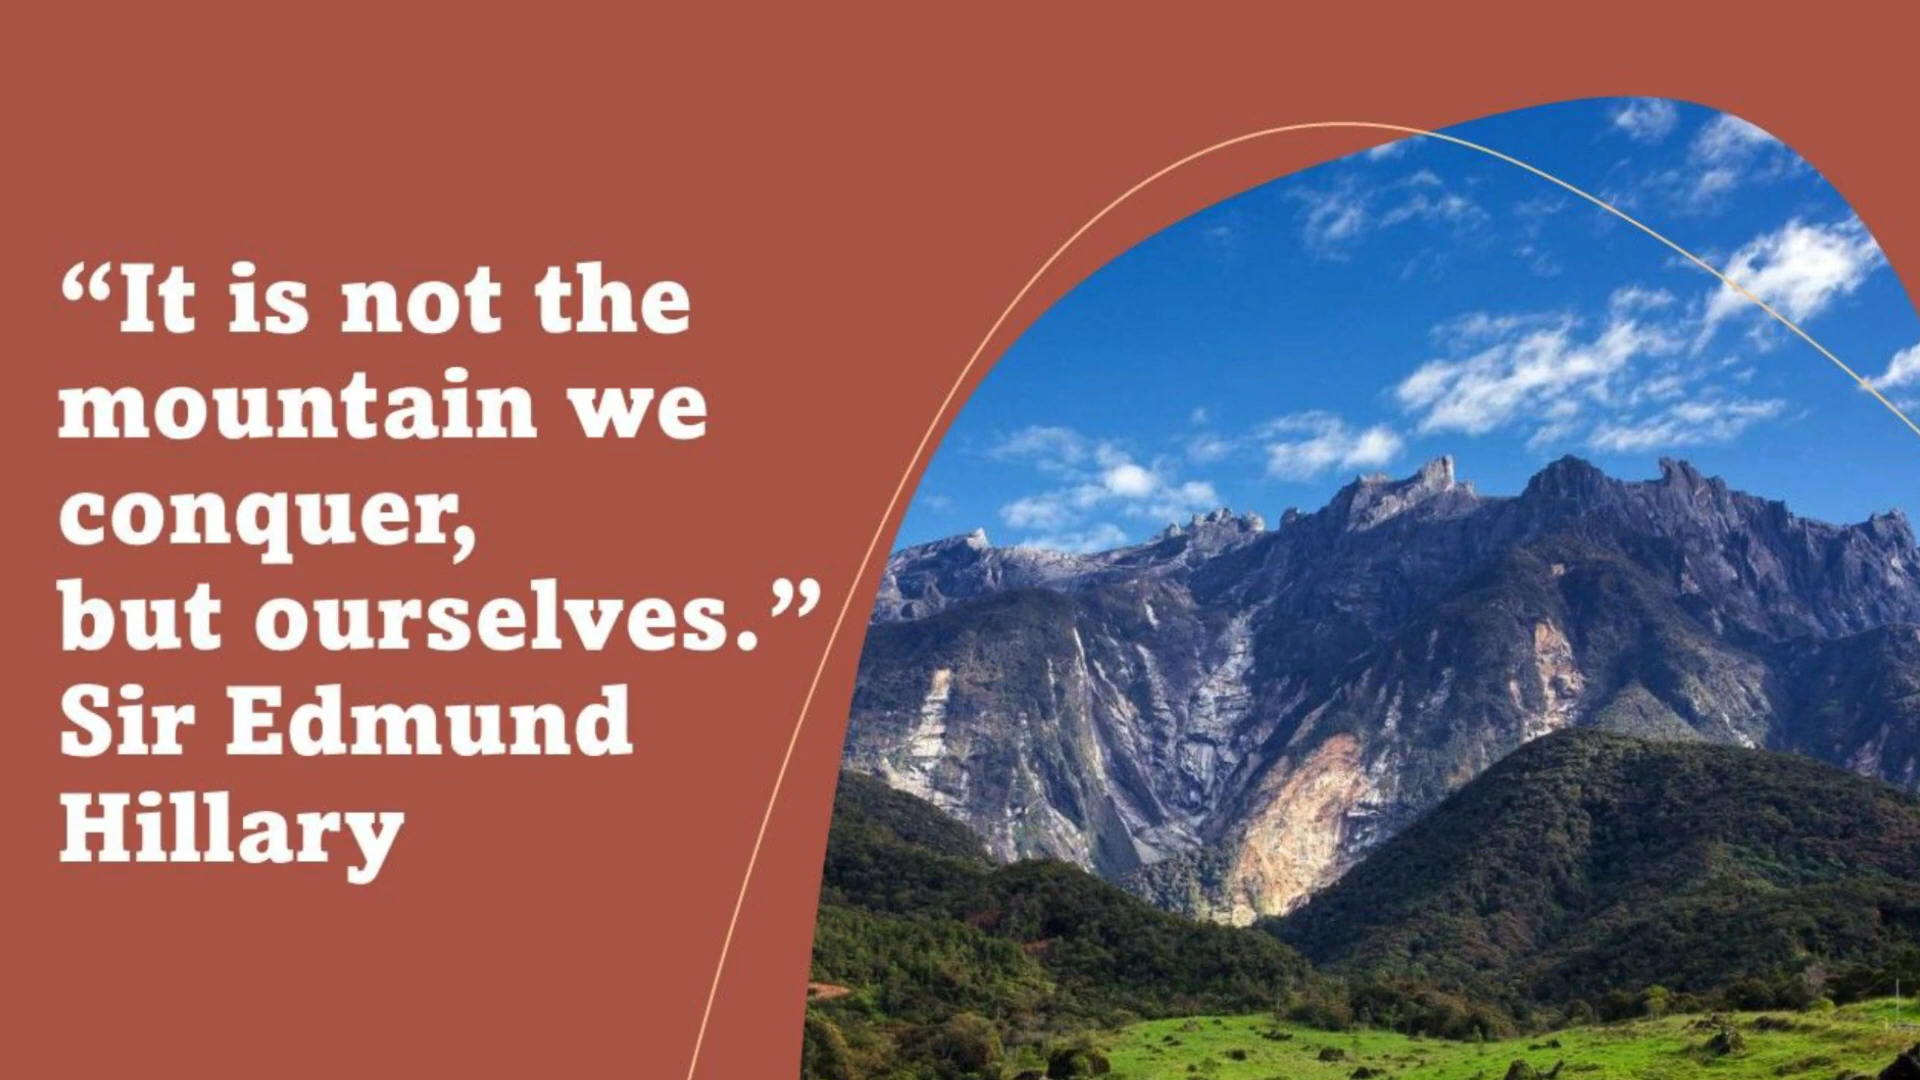 “It is not the
mountain we
conquer,
but ourselves.”
Sir Edmund
Hillary